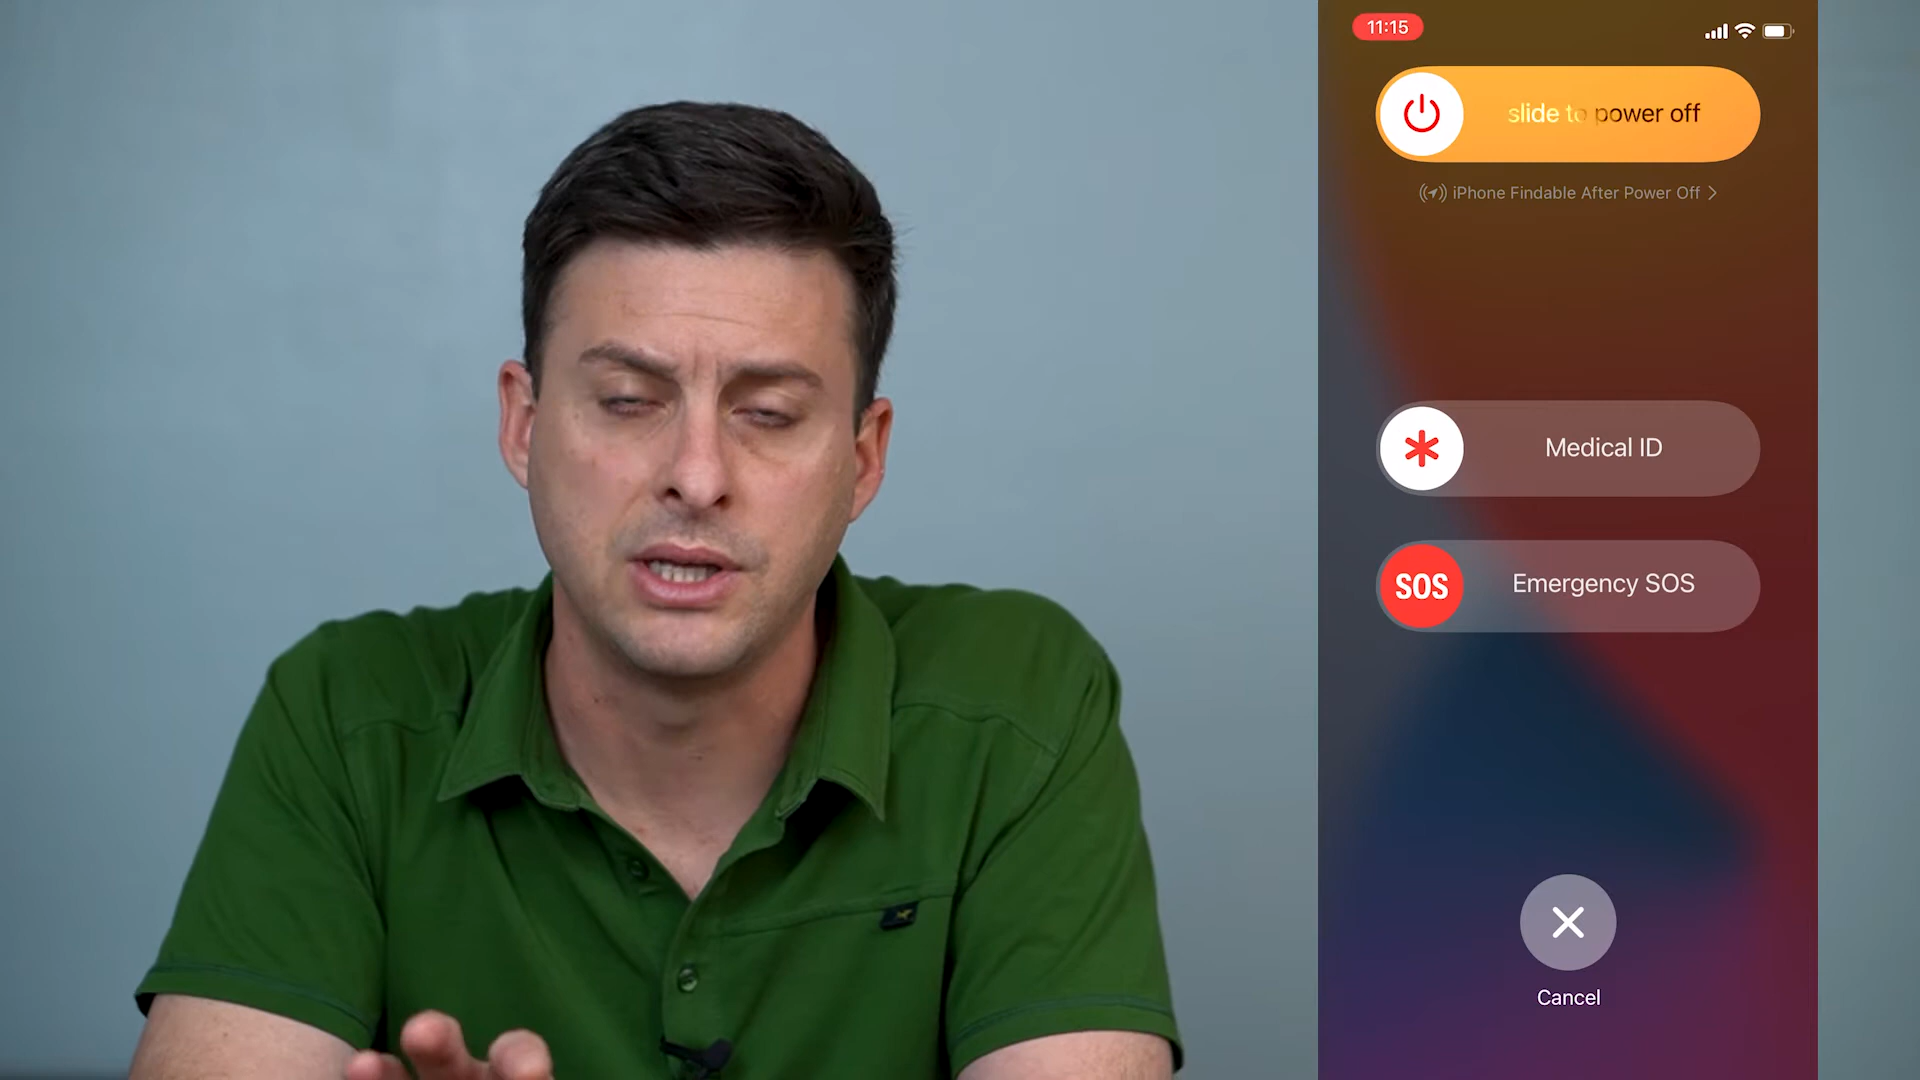 11:15
slide to power off
iPhone Findable After Power Off
Medical ID
SOS
Emergency SOS
Cancel